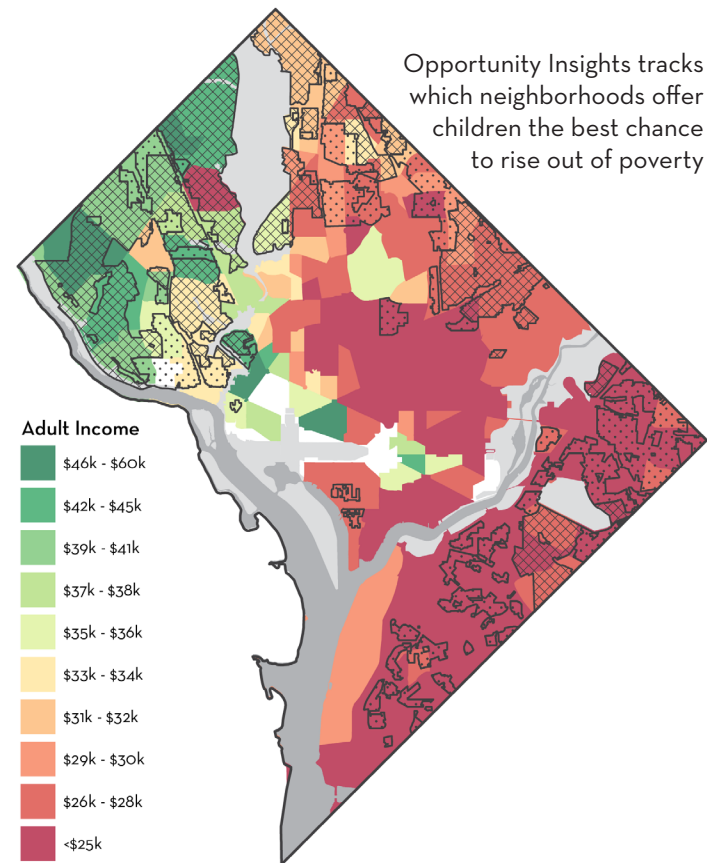 Opportunity Insights tracks
which neighborhoods offer
children the best chance
to rise out of poverty
Adult Income
$46k - $60k
$42k - $45k
$39k - $41k
$37k - $38k
$35k - $36k
$33k - $34k
$31k - $32k
$29k - $30k
$26k - $28k
<$25k